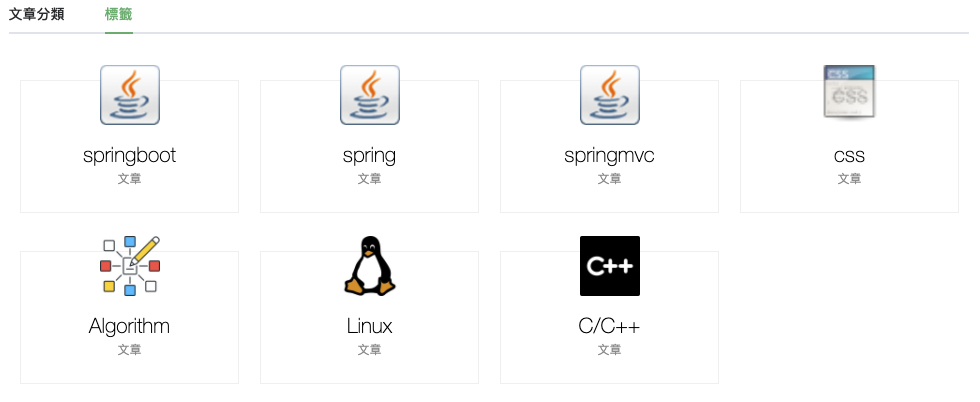 文章分類 標籤
springboot
文章
spring
文章
springmvc
文章
CSS
CSS
css
文章
Algorithm
文章
Linux
文章
C++
C/C++
文章